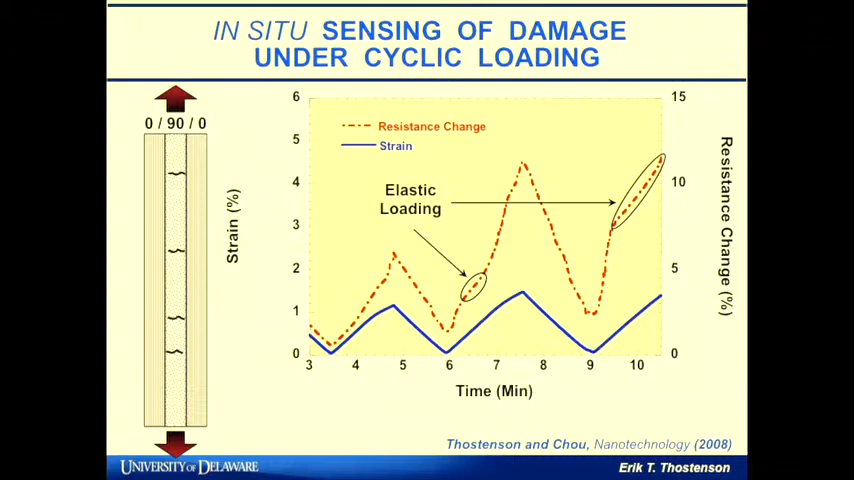 IN SITU SENSING OF DAMAGE
UNDER CYCLIC LOADING
0 / 90 / 0
Strain (%)
6
5
4
3
2
1
0
Resistance Change
Strain
Elastic
Loading
15
10
5
0
Resistance Change (%)
3 4 5 6 7 8 9 10
Time (Min)
Thostenson and Chou, Nanotechnology (2008)
UNIVERSITY OF DELAWARE
Erik T. Thostenson